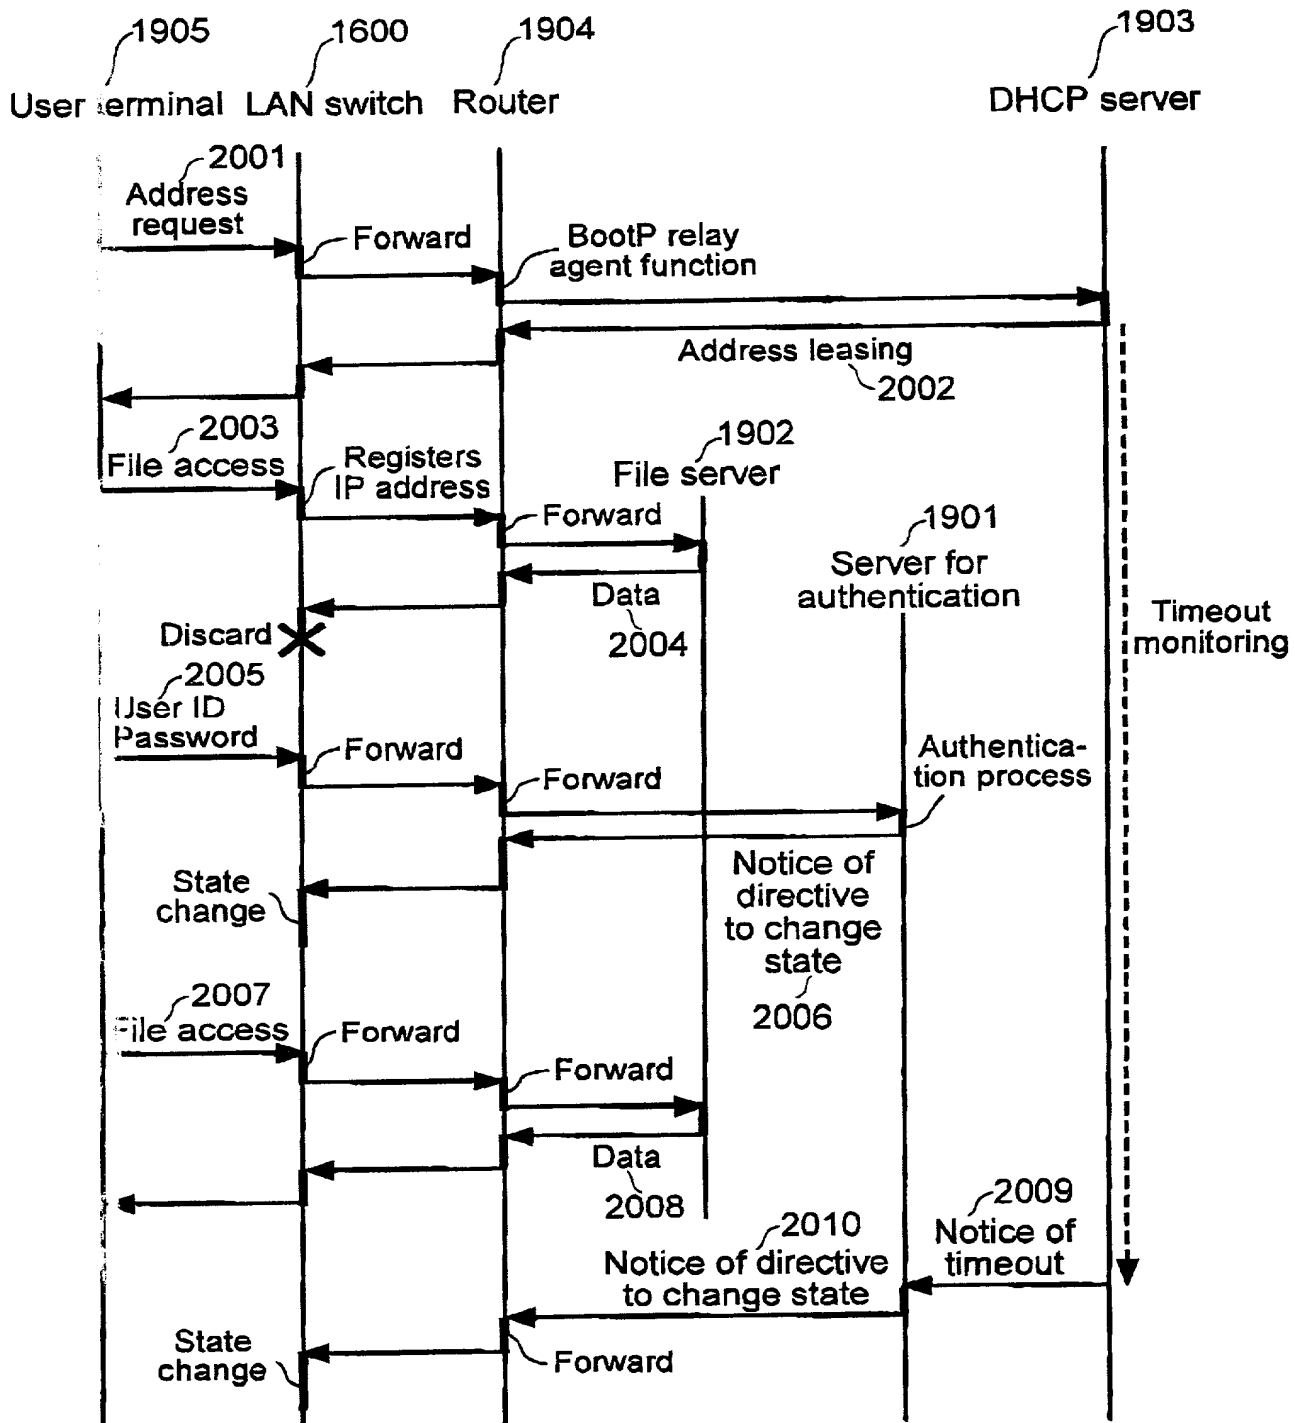 1905
1600
1904
1903
User terminal
LAN switch
Router
DHCP server
2001
Address
request
Forward
BootP relay
agent function
Address leasing
2002
2003
File access
Registers
IP address
1902
File server
Forward
1901
Server for
authentication
Data
2004
Timeout
monitoring
Discard
2005
User ID
Password
Forward
Forward
Authentica-
tion process
State
change
Notice of
directive
to change
state
2006
2007
File access
Forward
Forward
Data
2008
2009
Notice of
timeout
2010
Notice of directive
to change state
State
change
Forward